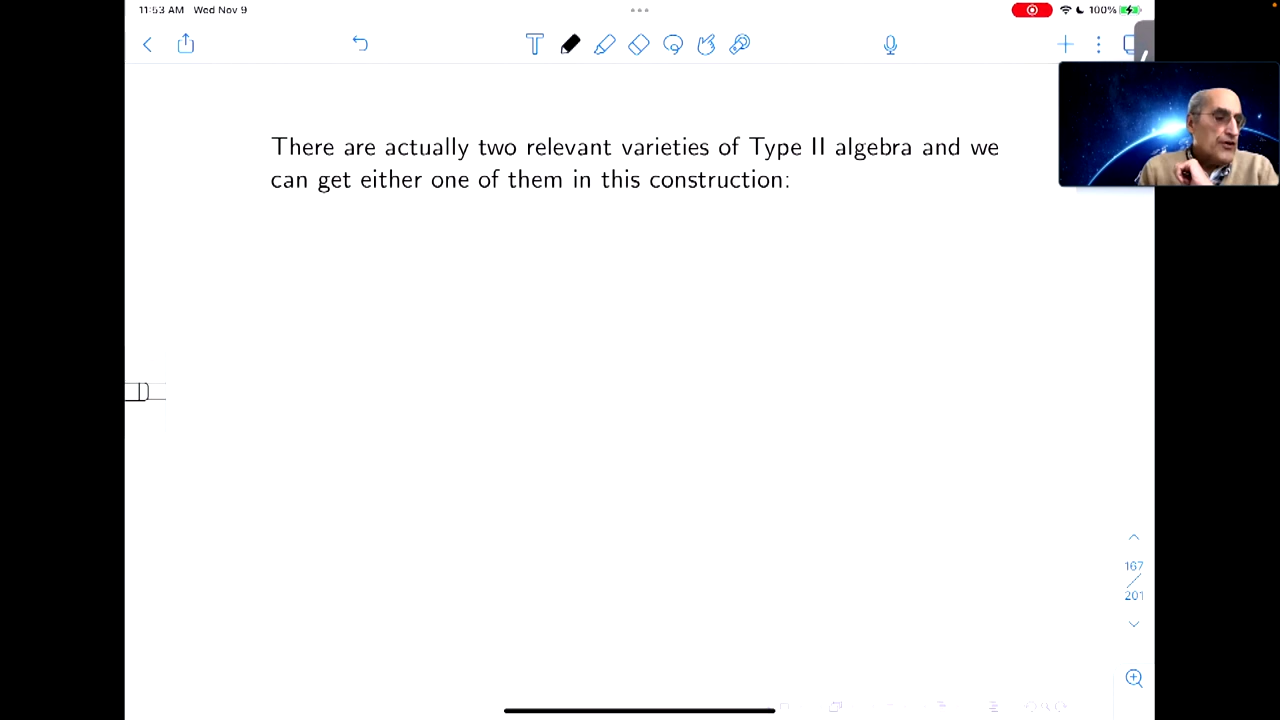 11:53 AM Wed Nov 9
100%
T
There are actually two relevant varieties of Type II algebra and we
can get either one of them in this construction:
167
201